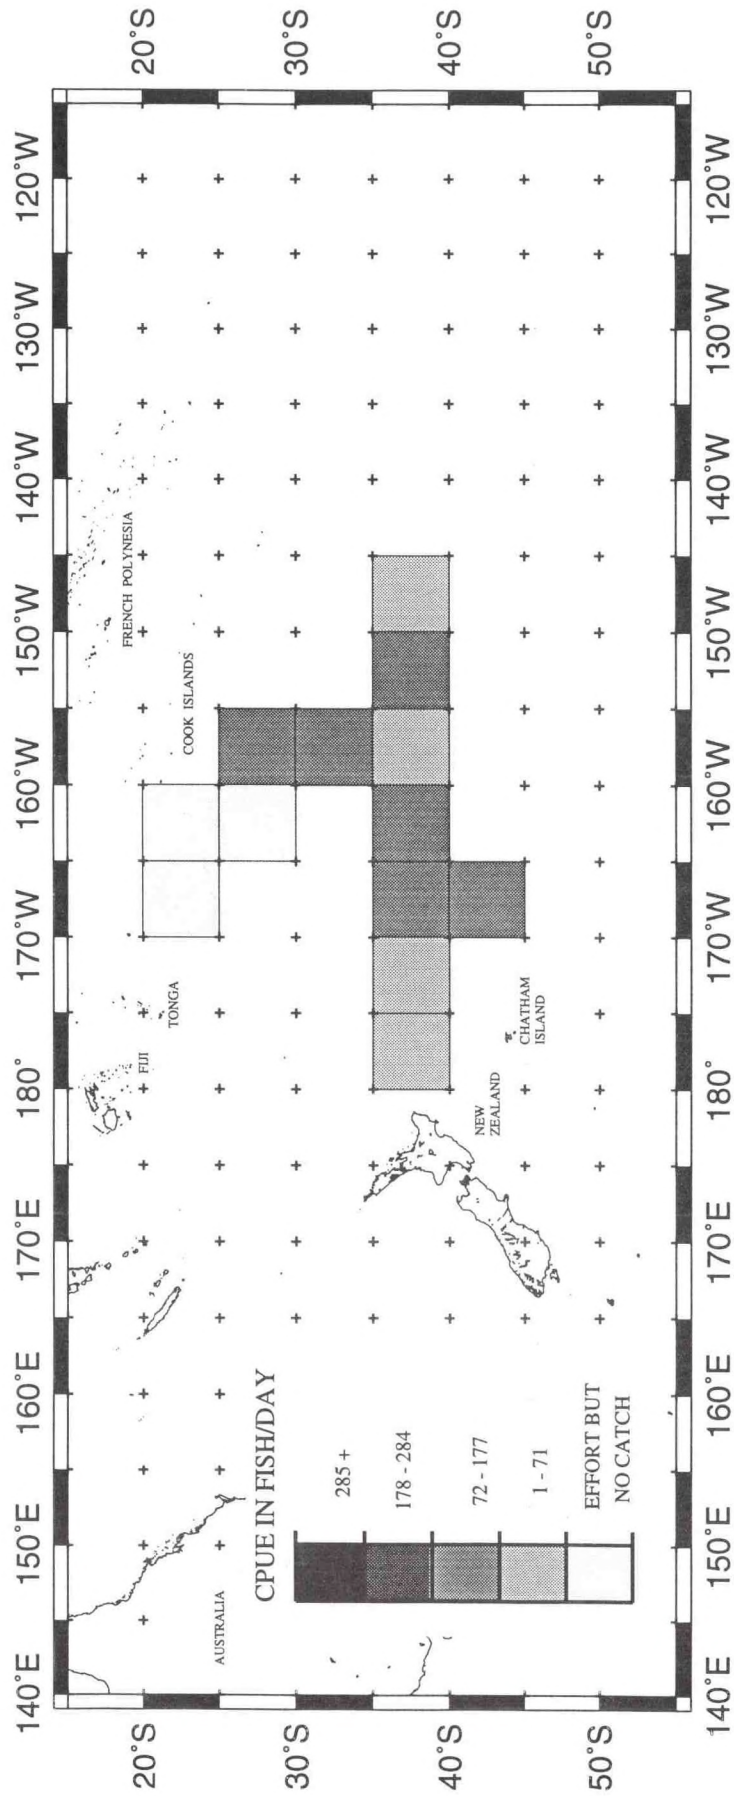 140°E
150°E
160°E
170°E
180°
170°W
160°W
150°W
140°W
130°W
120°W
20°S
20°S
30°S
30°S
40°S
40°S
50°S
50°S
FRENCH POLYNESIA
COOK ISLANDS
TONGA
FIJI
CHATHAM
ISLAND
NEW
ZEALAND
AUSTRALIA
CPUE IN FISH/DAY
285 +
178 - 284
72 - 177
1 - 71
EFFORT BUT
NO CATCH
140°E
150°E
160°E
170°E
180°
170°W
160°W
150°W
140°W
130°W
120°W